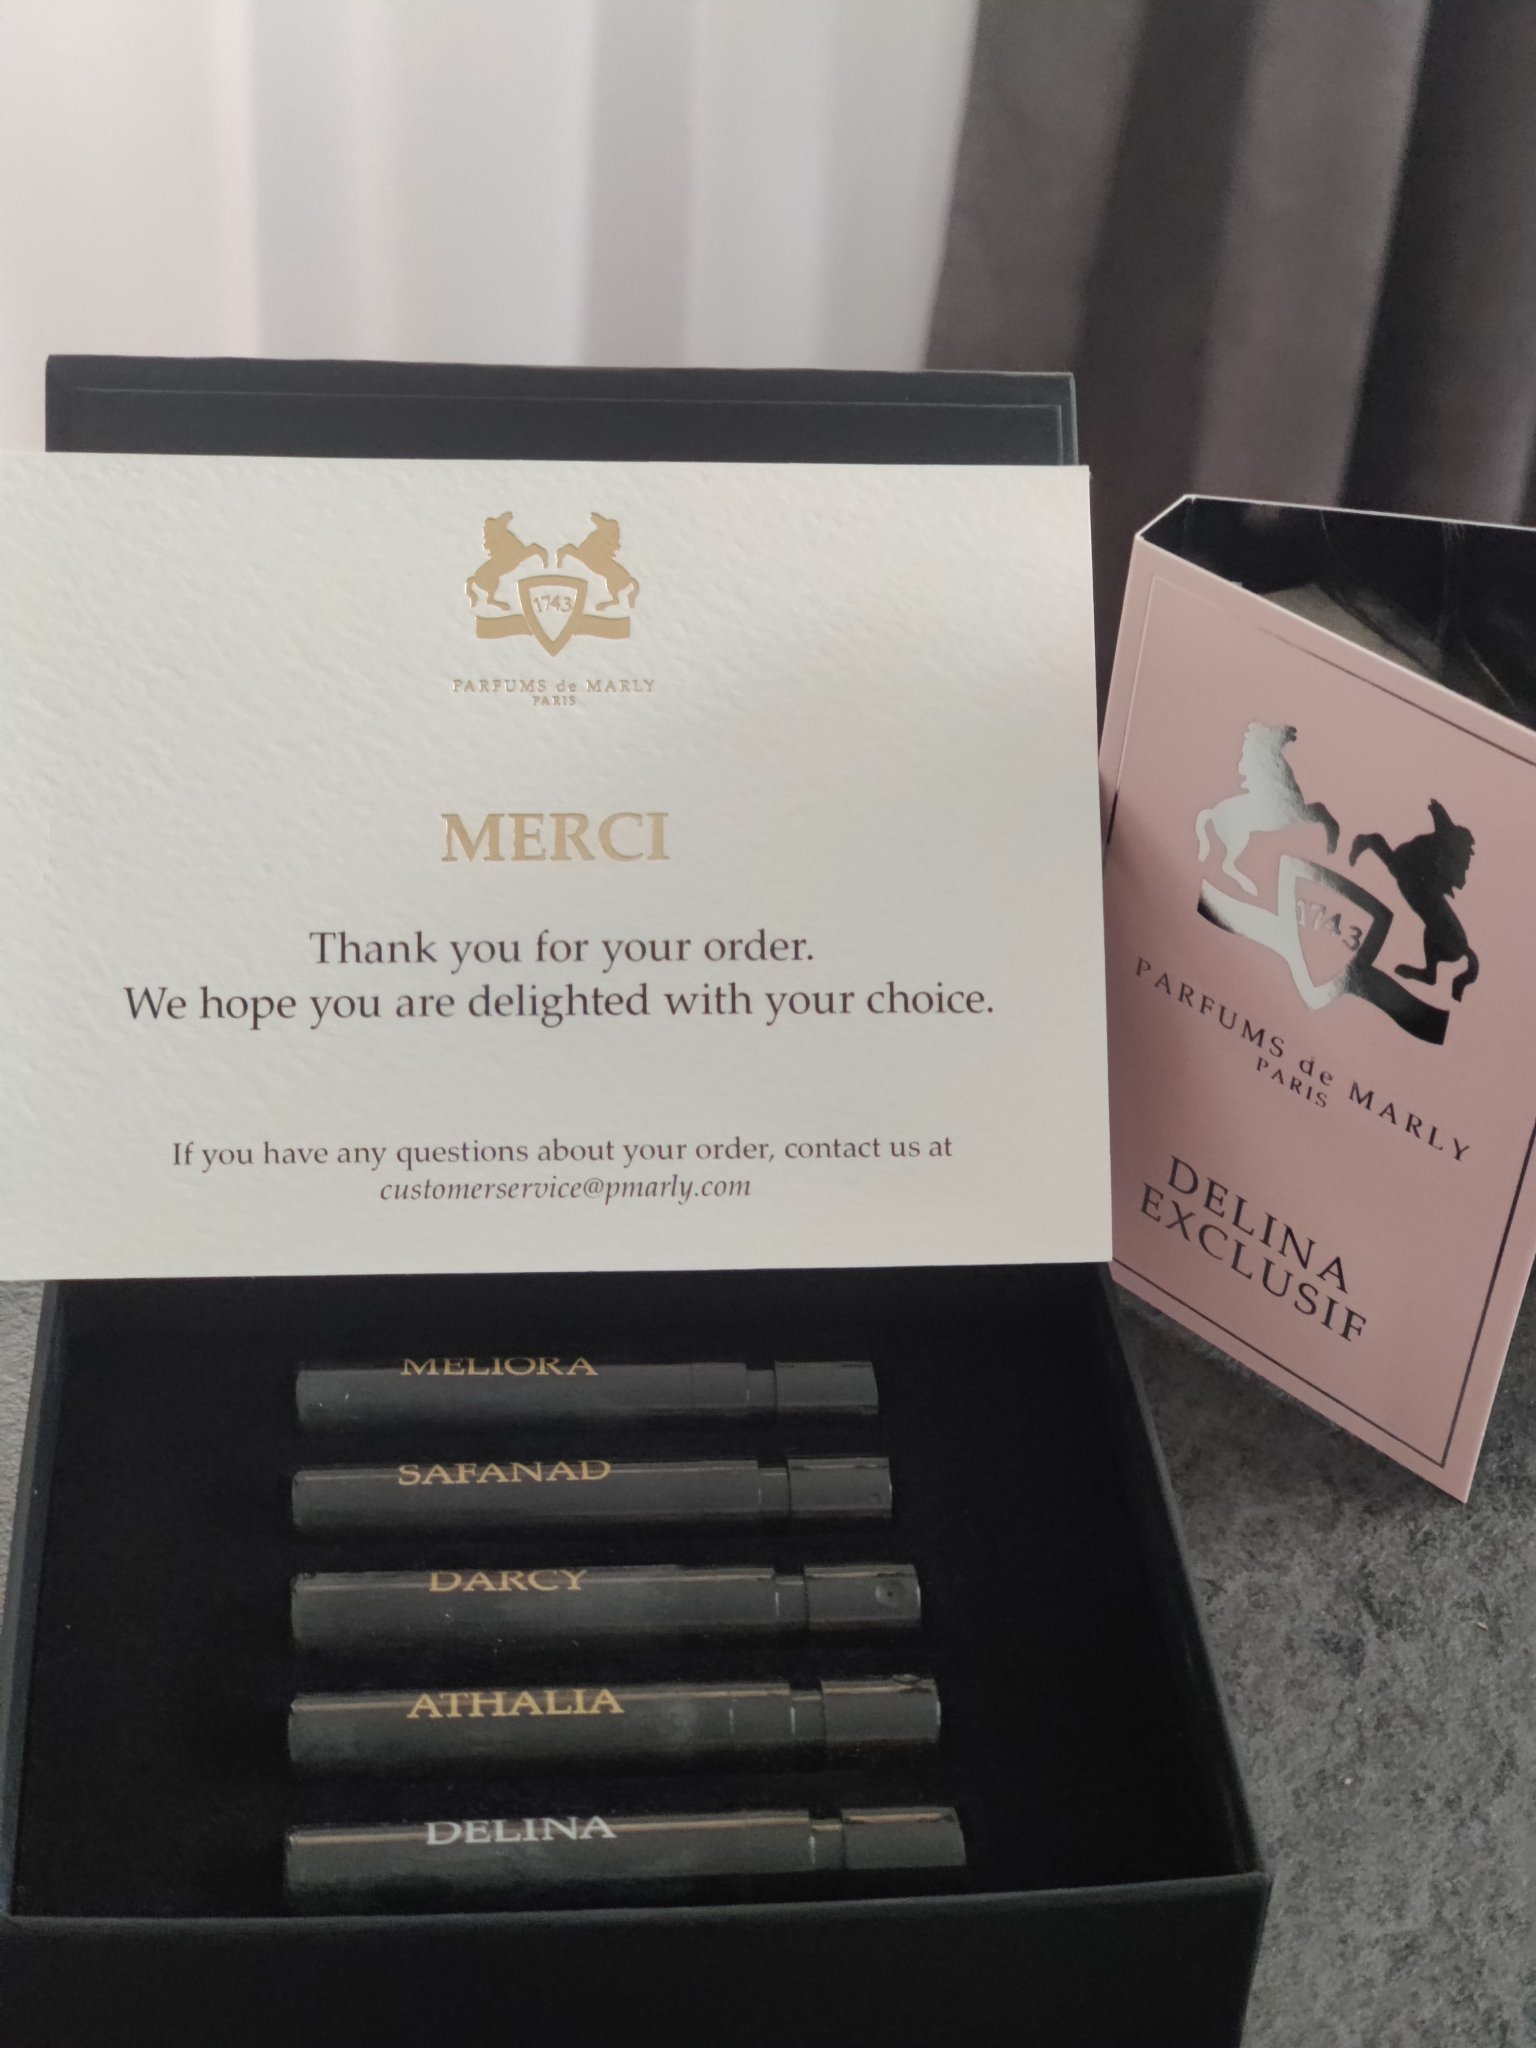 1743
PARFUMS de MARLY
PARIS
MERCI
Thank you for your order.
We hope you are delighted with your choice.
If you have any questions about your order, contact us at
customerservice@pmarly.com
1743
PARFUMS de MARLY
PARIS
DELINA
EXCLUSIF
MELIORA
SAFANAD
DARCY
ATHALIA
DELINA